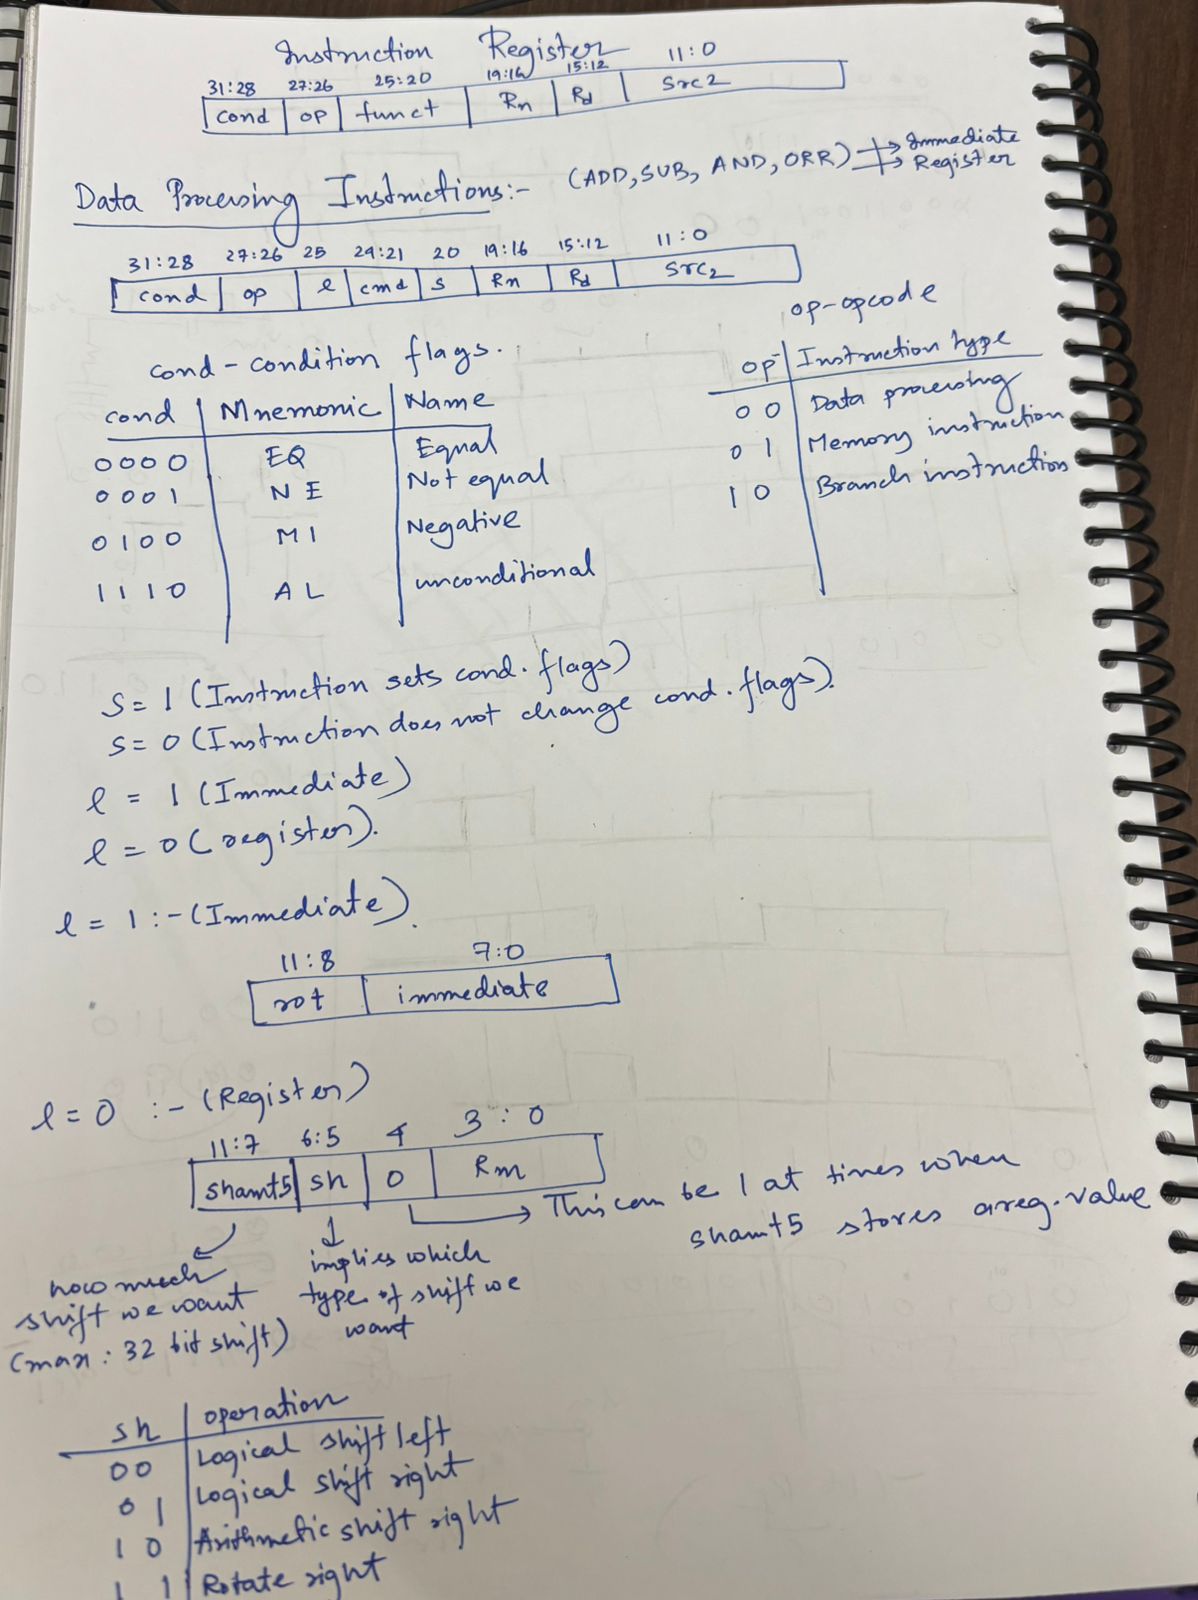 Instruction Register
31:28 27:26 25:20 19:16 15:12 11:0
cond op funct Rn Rd Src2
Data Processing Instructions:- (ADD, SUB, AND, ORR) → Immediate
→ Register
31:28 27:26 25 24:21 20 19:16 15:12 11:0
cond op l cmd s Rn Rd Src2
op-opcode
cond - condition flags.
op Instruction type
cond Mnemonic Name
00 Data processing
0000 EQ Equal
01 Memory instruction
0001 NE Not equal
10 Branch instruction
0100 MI Negative
1110 AL unconditional
S = 1 (Instruction sets cond. flags)
S = 0 (Instruction does not change cond. flags).
l = 1 (Immediate)
l = 0 (register).
l = 1 :- (Immediate)
11:8 7:0
rot immediate
l = 0 :- (Register)
11:7 6:5 4 3:0
shamt5 sh 0 Rm
→ This can be 1 at times when
shamt5 stores a reg. value
how much
shift we want
(max: 32 bit shift)
implies which
type of shift we
want
sh operation
00 Logical shift left
01 Logical shift right
10 Arithmetic shift right
11 Rotate right